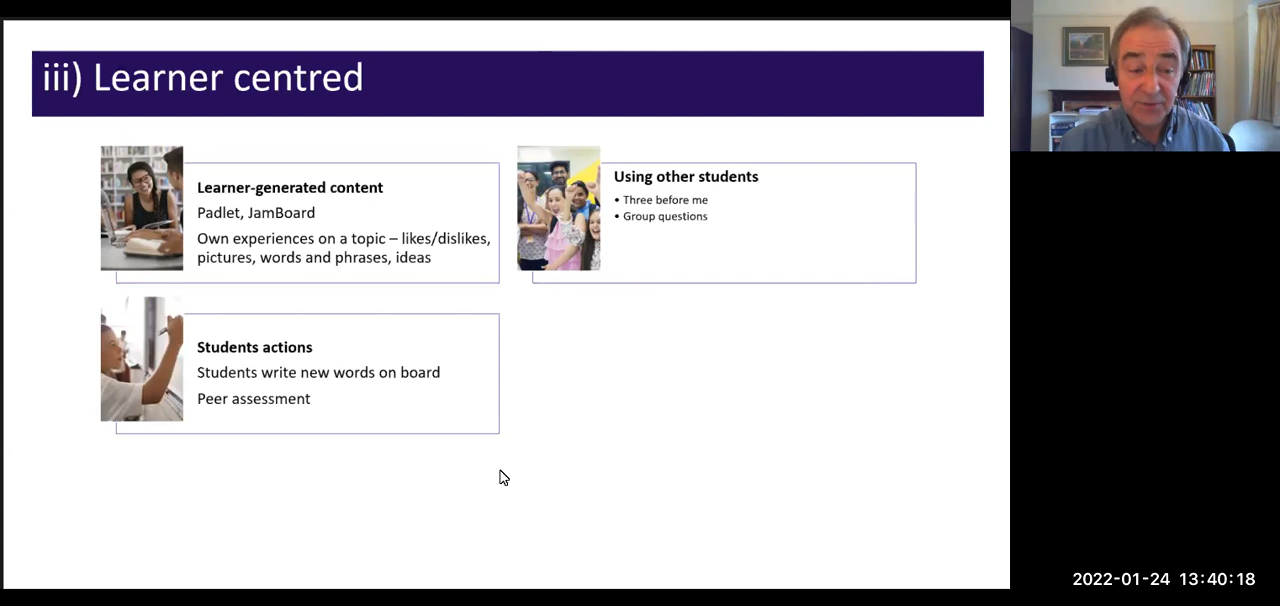 iii) Learner centred
Learner-generated content
Padlet, JamBoard
Own experiences on a topic – likes/dislikes,
pictures, words and phrases, ideas
Using other students
• Three before me
• Group questions
Students actions
Students write new words on board
Peer assessment
2022-01-24 13:40:18